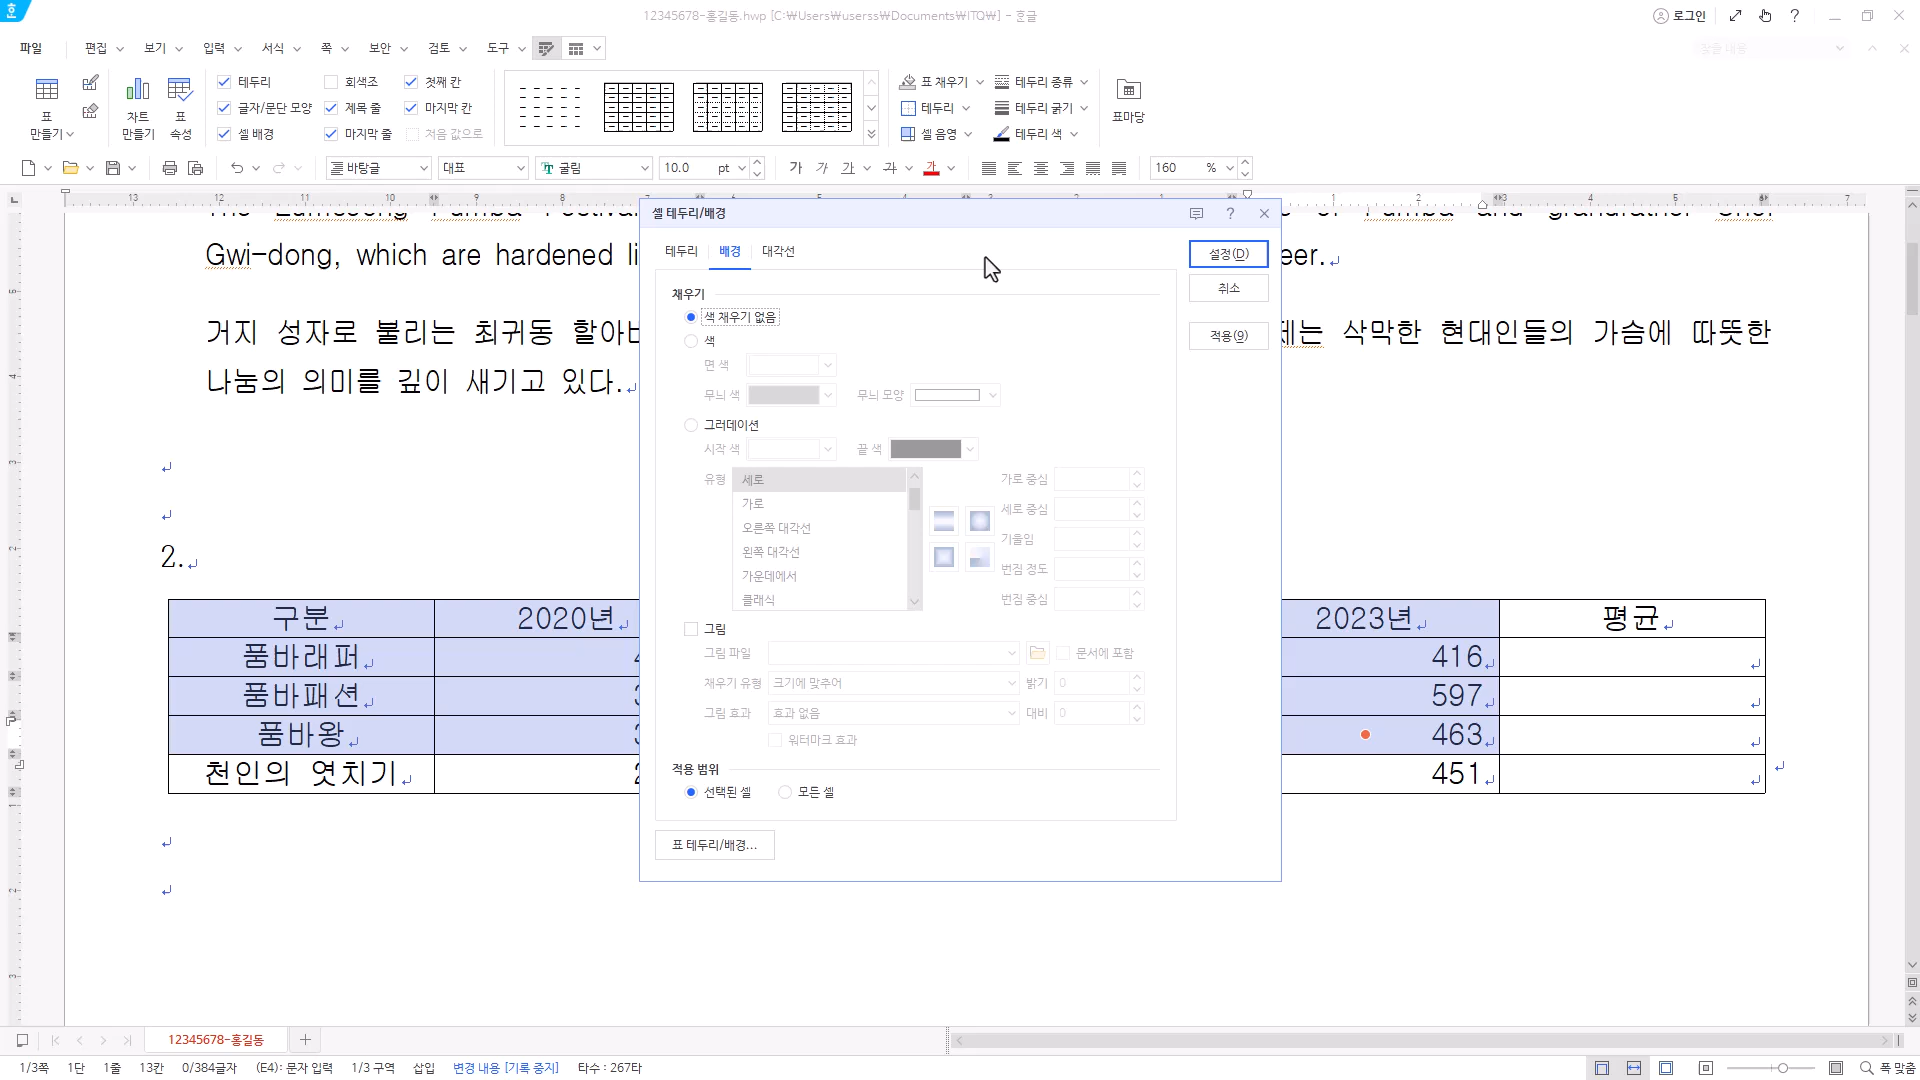 12345678-홍길동.hwp [C:₩Users₩userss₩Documents₩ITQ₩] - 한글
로그인
파일 편집 보기 입력 서식 쪽 보안 검토 도구
표 만들기 차트 만들기 표 속성
테두리 회색조 첫째 칸
글자/문단 모양 제목 줄 마지막 칸
셀 배경 마지막 줄 처음 값으로
표 채우기 테두리 종류
테두리 테두리 굵기
셀 음영 테두리 색
표마당
바탕글 대표 굴림 10.0 pt 가 가 가 가 가 160 %
Gwi-dong, which are hardened li
eer.
거지 성자로 불리는 최귀동 할아버
제는 삭막한 현대인들의 가슴에 따뜻한
나눔의 의미를 깊이 새기고 있다.
2.
구분 2020년 2023년 평균
품바래퍼 416
품바패션 597
품바왕 463
천인의 엿치기 451
셀 테두리/배경
테두리 배경 대각선
설정(D)
취소
적용(9)
채우기
색 채우기 없음
색
면 색
무늬 색 무늬 모양
그러데이션
시작 색 끝 색
유형 세로
가로
오른쪽 대각선
왼쪽 대각선
가운데에서
클래식
가로 중심
세로 중심
기울임
번짐 정도
번짐 중심
그림
그림 파일 문서에 포함
채우기 유형 크기에 맞추어 밝기 0
그림 효과 효과 없음 대비 0
워터마크 효과
적용 범위
선택된 셀 모든 셀
표 테두리/배경...
12345678-홍길동
1/3쪽 1단 1줄 13칸 0/384글자 (E4): 문자 입력 1/3 구역 삽입 변경 내용 [기록 중지] 타수 : 267타 폭 맞춤